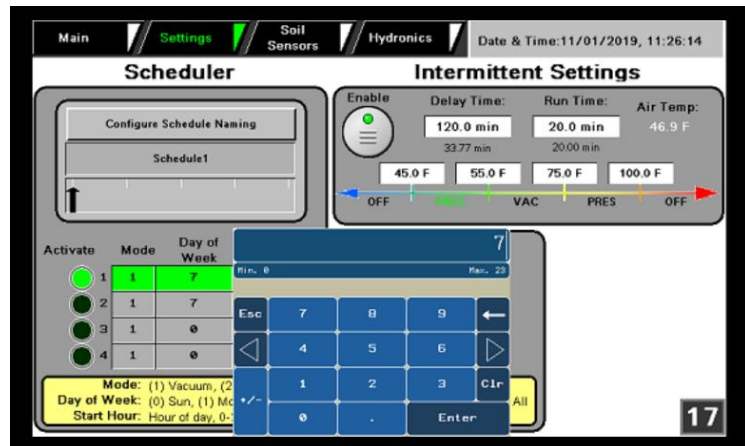 Main
Settings
Soil
Sensors
Hydronics
Date & Time:11/01/2019, 11:26:14
Scheduler
Configure Schedule Naming
Schedule1
Intermittent Settings
Enable
Delay Time:
Run Time:
Air Temp:
120.0 min
20.0 min
46.9 F
33.77 min
20.00 min
45.0 F
55.0 F
75.0 F
100.0 F
OFF
VAC
PRES
OFF
Activate
Mode
Day of
Week
1 1 7
2 1 7
3 1 0
4 1 0
7
Min. 0
Max. 23
Esc 7 8 9
4 5 6
1 2 3 Clr
+/-
0 . Enter
Mode: (1) Vacuum, (2
Day of Week: (0) Sun, (1) Mo
All
Start Hour: Hour of day, 0-
17